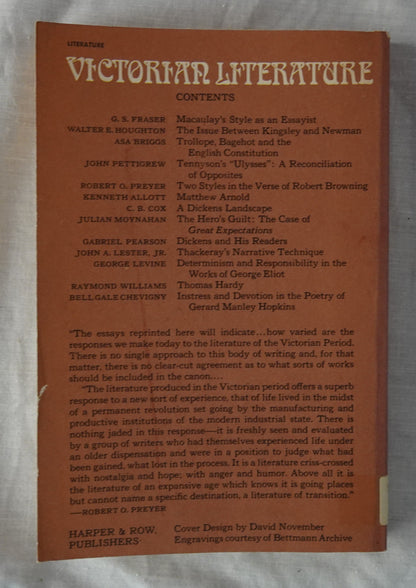 LITERATURE
VICTORIAN LITERATURE
CONTENTS
G. S. FRASER Macaulay's Style as an Essayist
WALTER E. HOUGHTON The Issue Between Kingsley and Newman
ASA BRIGGS Trollope, Bagehot and the
English Constitution
JOHN PETTIGREW Tennyson's "Ulysses": A Reconciliation
of Opposites
ROBERT O. PREYER Two Styles in the Verse of Robert Browning
KENNETH ALLOTT Matthew Arnold
C. B. COX A Dickens Landscape
JULIAN MOYNAHAN The Hero's Guilt: The Case of
Great Expectations
GABRIEL PEARSON Dickens and His Readers
JOHN A. LESTER, JR. Thackeray's Narrative Technique
GEORGE LEVINE Determinism and Responsibility in the
Works of George Eliot
RAYMOND WILLIAMS Thomas Hardy
BELL GALE CHEVIGNY Instress and Devotion in the Poetry of
Gerard Manley Hopkins
"The essays reprinted here will indicate...how varied are the
responses we make today to the literature of the Victorian Period.
There is no single approach to this body of writing and, for that
matter, there is no clear-cut agreement as to what sorts of works
should be included in the canon....
"The literature produced in the Victorian period offers a superb
response to a new sort of experience, that of life lived in the midst
of a permanent revolution set going by the manufacturing and
productive institutions of the modern industrial state. There is
nothing jaded in this response—it is freshly seen and evaluated
by a group of writers who had themselves experienced life under
an older dispensation and were in a position to judge what had
been gained, what lost in the process. It is a literature criss-crossed
with nostalgia and hope; with anger and humor. Above all it is
the literature of an expansive age which knows it is going places
but cannot name a specific destination, a literature of transition."
—ROBERT O. PREYER
HARPER & ROW, Cover Design by David November
PUBLISHERS Engravings courtesy of Bettmann Archive